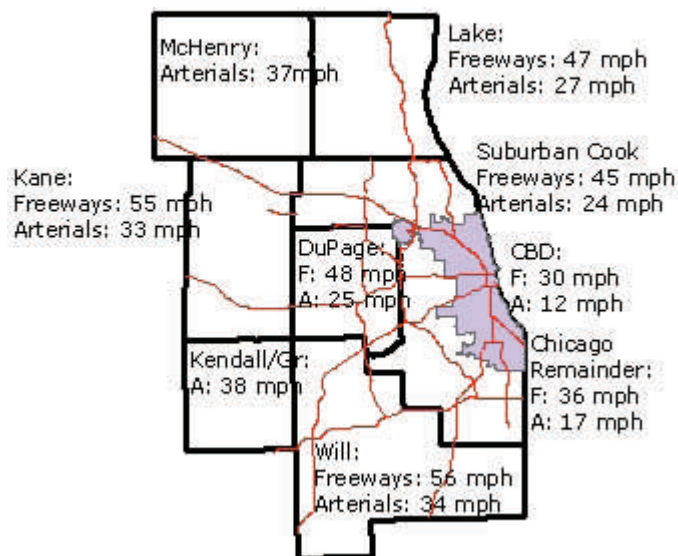 McHenry:
Arterials: 37mph
Lake:
Freeways: 47 mph
Arterials: 27 mph
Suburban Cook
Freeways: 45 mph
Arterials: 24 mph
Kane:
Freeways: 55 mph
Arterials: 33 mph
DuPage:
F: 48 mph
A: 25 mph
CBD:
F: 30 mph
A: 12 mph
Chicago
Remainder:
F: 36 mph
A: 17 mph
Kendall/Gr:
A: 38 mph
Will:
Freeways: 56 mph
Arterials: 34 mph